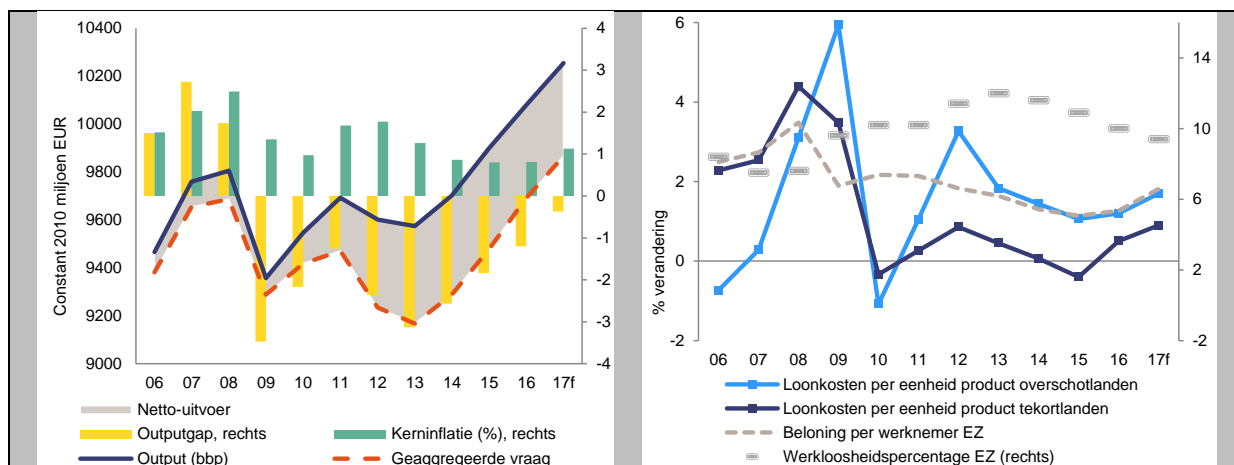 10400
10200
10000
9800
9600
9400
9200
9000
Constant 2010 miljoen EUR
4
3
2
1
0
-1
-2
-3
-4
06 07 08 09 10 11 12 13 14 15 16 17f
Netto-uitvoer
Outputgap, rechts
Kerninflatie (%), rechts
Output (bbp)
Geaggregeerde vraag
6
4
2
0
-2
% verandering
14
10
6
2
-2
06 07 08 09 10 11 12 13 14 15 16 17f
Loonkosten per eenheid product overschotlanden
Loonkosten per eenheid product tekortlanden
Beloning per werknemer EZ
Werkloosheidspercentage EZ (rechts)